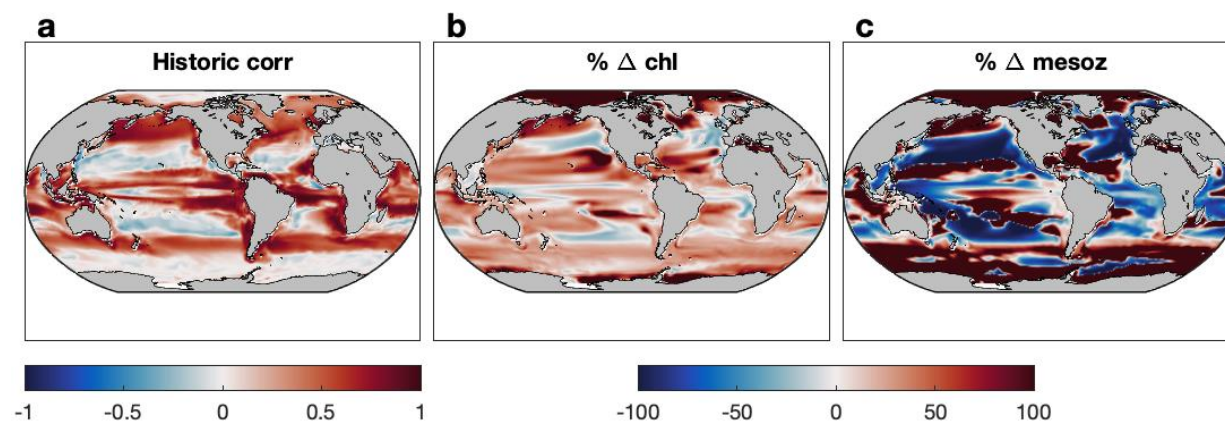 a
Historic corr
b
% Δ chl
c
% Δ mesoz
-1 -0.5 0 0.5 1
-100 -50 0 50 100